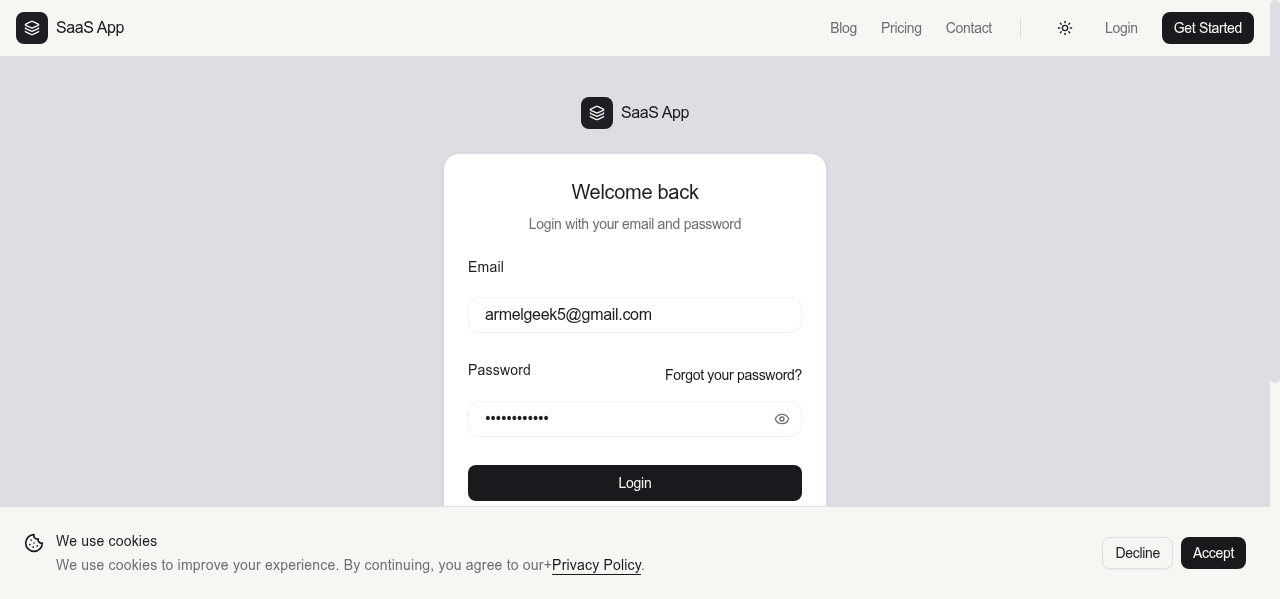 SaaS App
Blog Pricing Contact Login Get Started
SaaS App
Welcome back
Login with your email and password
Email
armelgeek5@gmail.com
Password Forgot your password?
••••••••••••
Login
We use cookies
We use cookies to improve your experience. By continuing, you agree to our+Privacy Policy.
Decline Accept